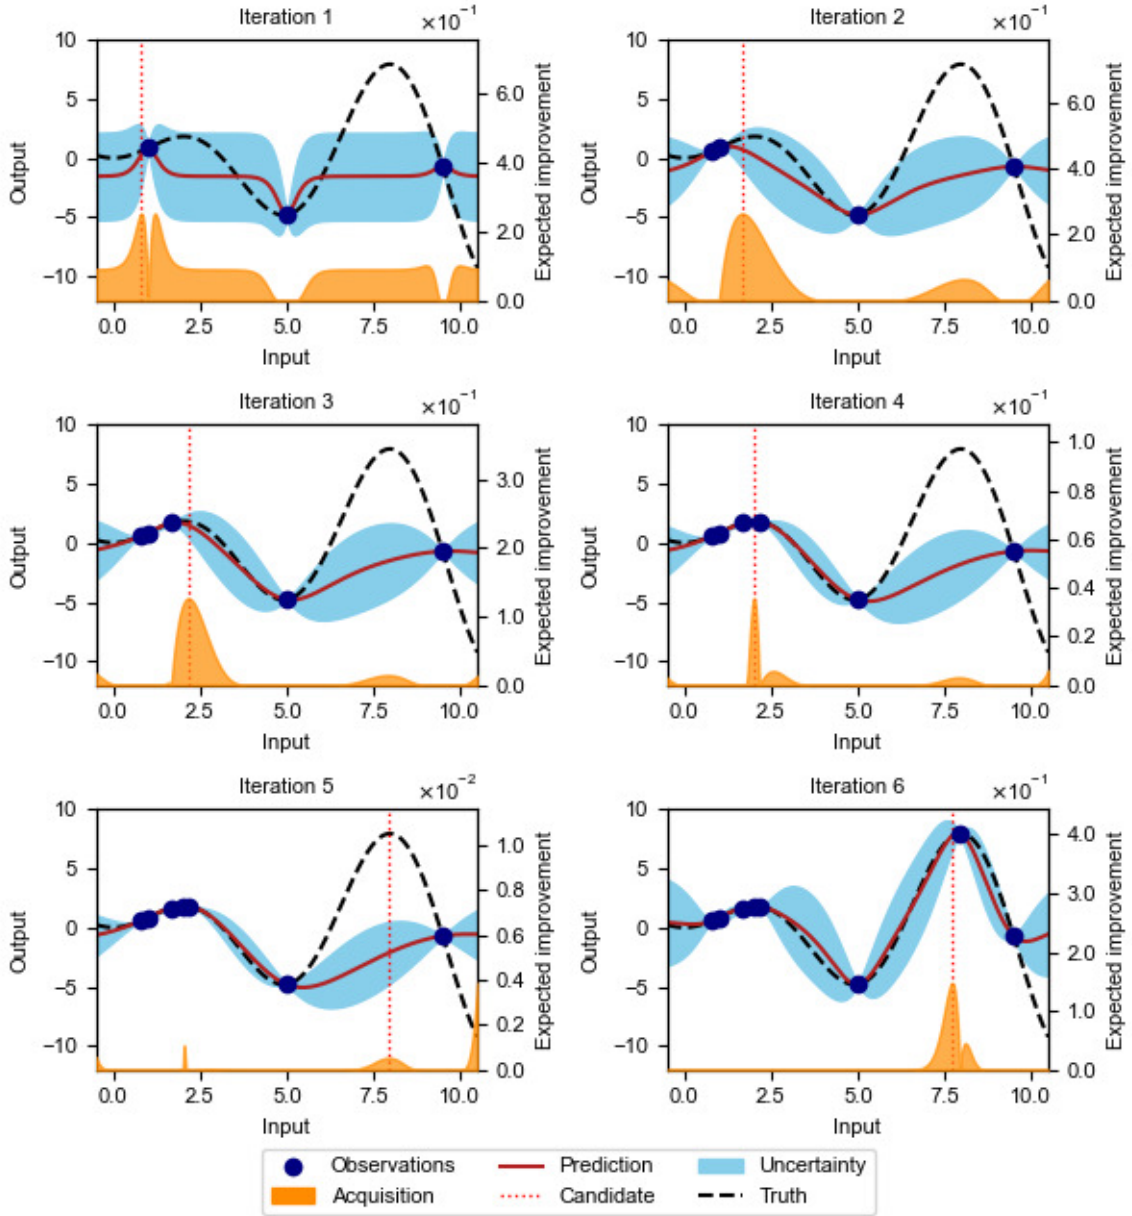 Iteration 1
×10⁻¹
10
5
0
−5
−10
Output
6.0
4.0
2.0
0.0
Expected improvement
0.0 2.5 5.0 7.5 10.0
Input
Iteration 2
×10⁻¹
10
5
0
−5
−10
Output
6.0
4.0
2.0
0.0
Expected improvement
0.0 2.5 5.0 7.5 10.0
Input
Iteration 3
×10⁻¹
10
5
0
−5
−10
Output
3.0
2.0
1.0
0.0
Expected improvement
0.0 2.5 5.0 7.5 10.0
Input
Iteration 4
×10⁻¹
10
5
0
−5
−10
Output
1.0
0.8
0.6
0.4
0.2
0.0
Expected improvement
0.0 2.5 5.0 7.5 10.0
Input
Iteration 5
×10⁻²
10
5
0
−5
−10
Output
1.0
0.8
0.6
0.4
0.2
0.0
Expected improvement
0.0 2.5 5.0 7.5 10.0
Input
Iteration 6
×10⁻¹
10
5
0
−5
−10
Output
4.0
3.0
2.0
1.0
0.0
Expected improvement
0.0 2.5 5.0 7.5 10.0
Input
Observations Prediction Uncertainty
Acquisition Candidate Truth